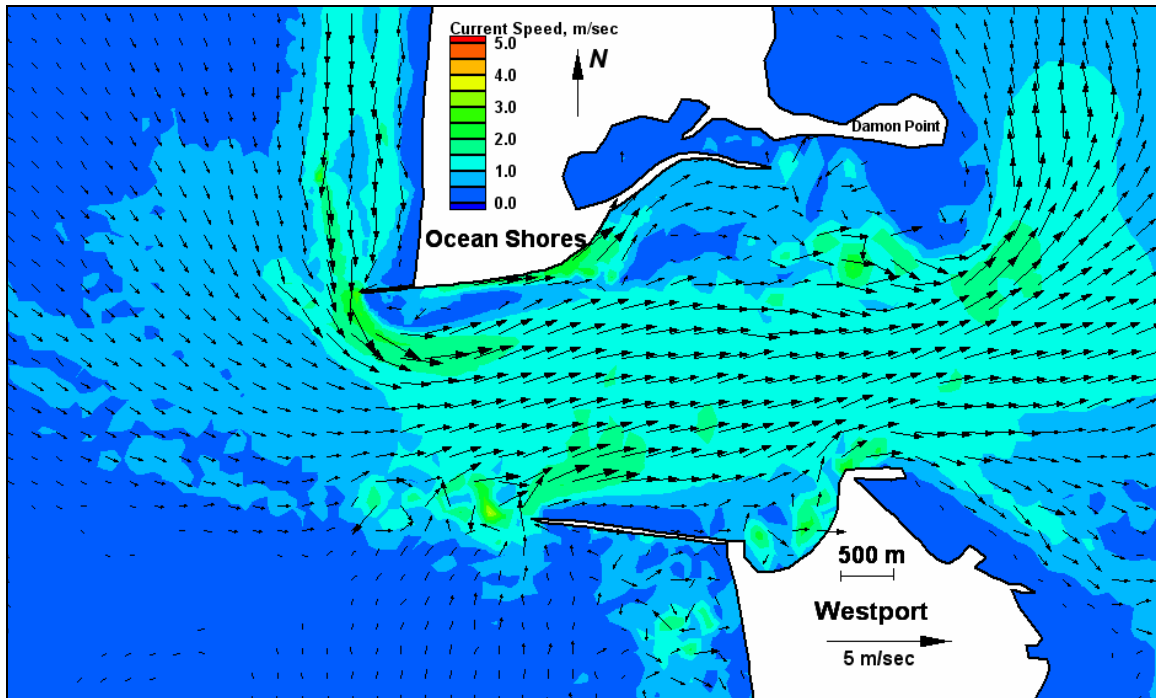 Current Speed, m/sec
5.0
4.0
3.0
2.0
1.0
0.0
N
Damon Point
Ocean Shores
500 m
Westport
5 m/sec